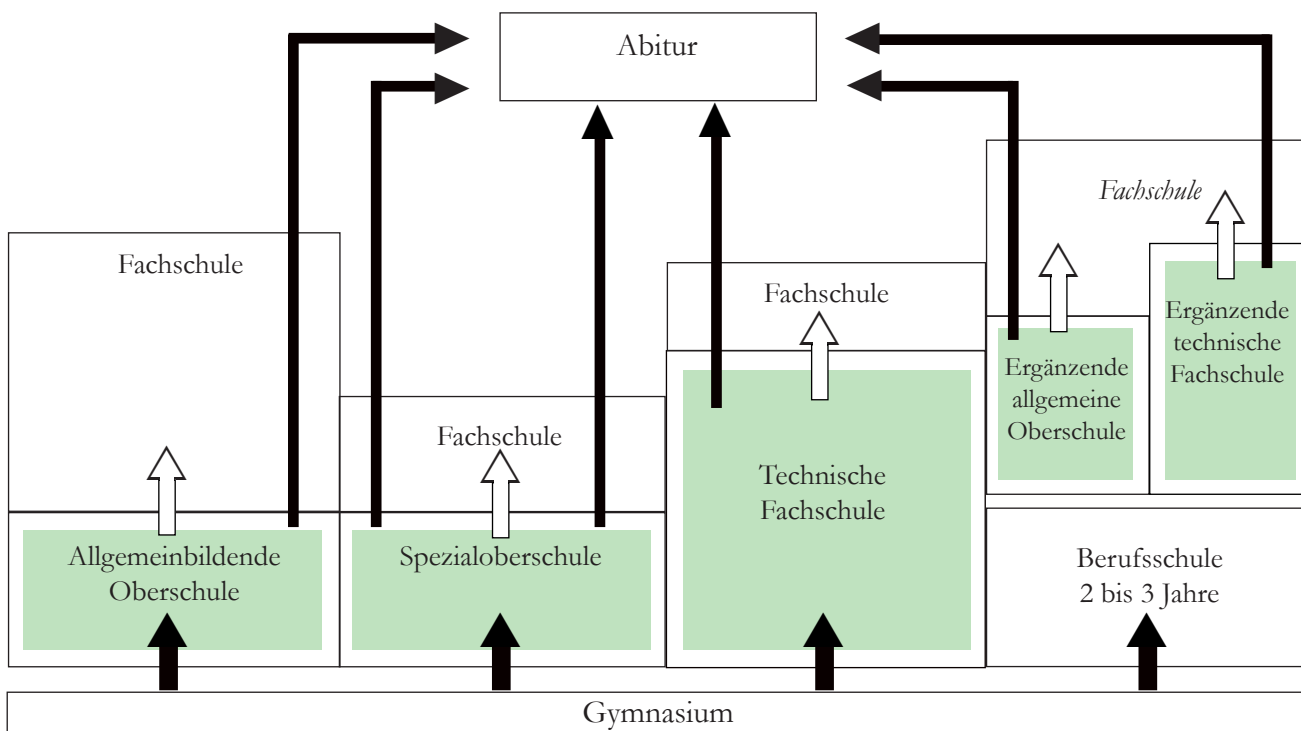 Abitur
Fachschule
Fachschule
Fachschule
Ergänzende
technische
Fachschule
Ergänzende
allgemeine
Oberschule
Fachschule
Technische
Fachschule
Allgemeinbildende
Oberschule
Spezialoberschule
Berufsschule
2 bis 3 Jahre
Gymnasium